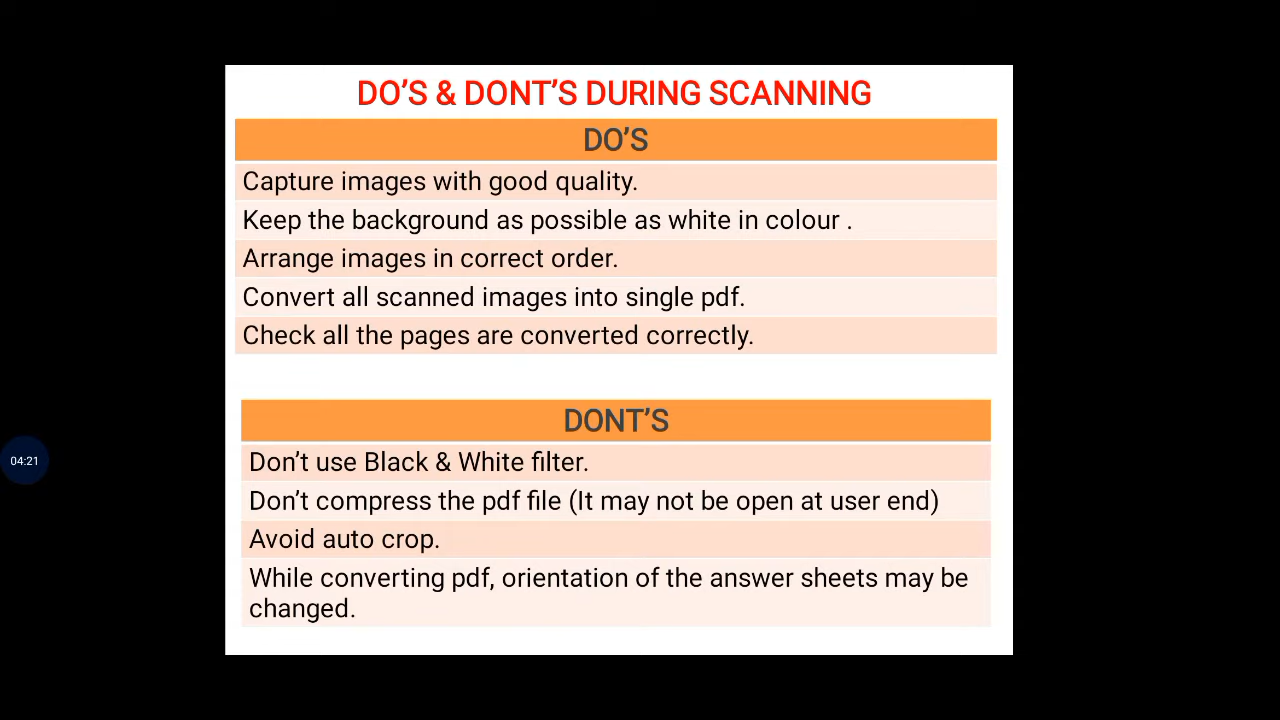 DO’S & DONT’S DURING SCANNING
DO’S
Capture images with good quality.
Keep the background as possible as white in colour .
Arrange images in correct order.
Convert all scanned images into single pdf.
Check all the pages are converted correctly.
DONT’S
Don’t use Black & White filter.
Don’t compress the pdf file (It may not be open at user end)
04:21
Avoid auto crop.
While converting pdf, orientation of the answer sheets may be
changed.